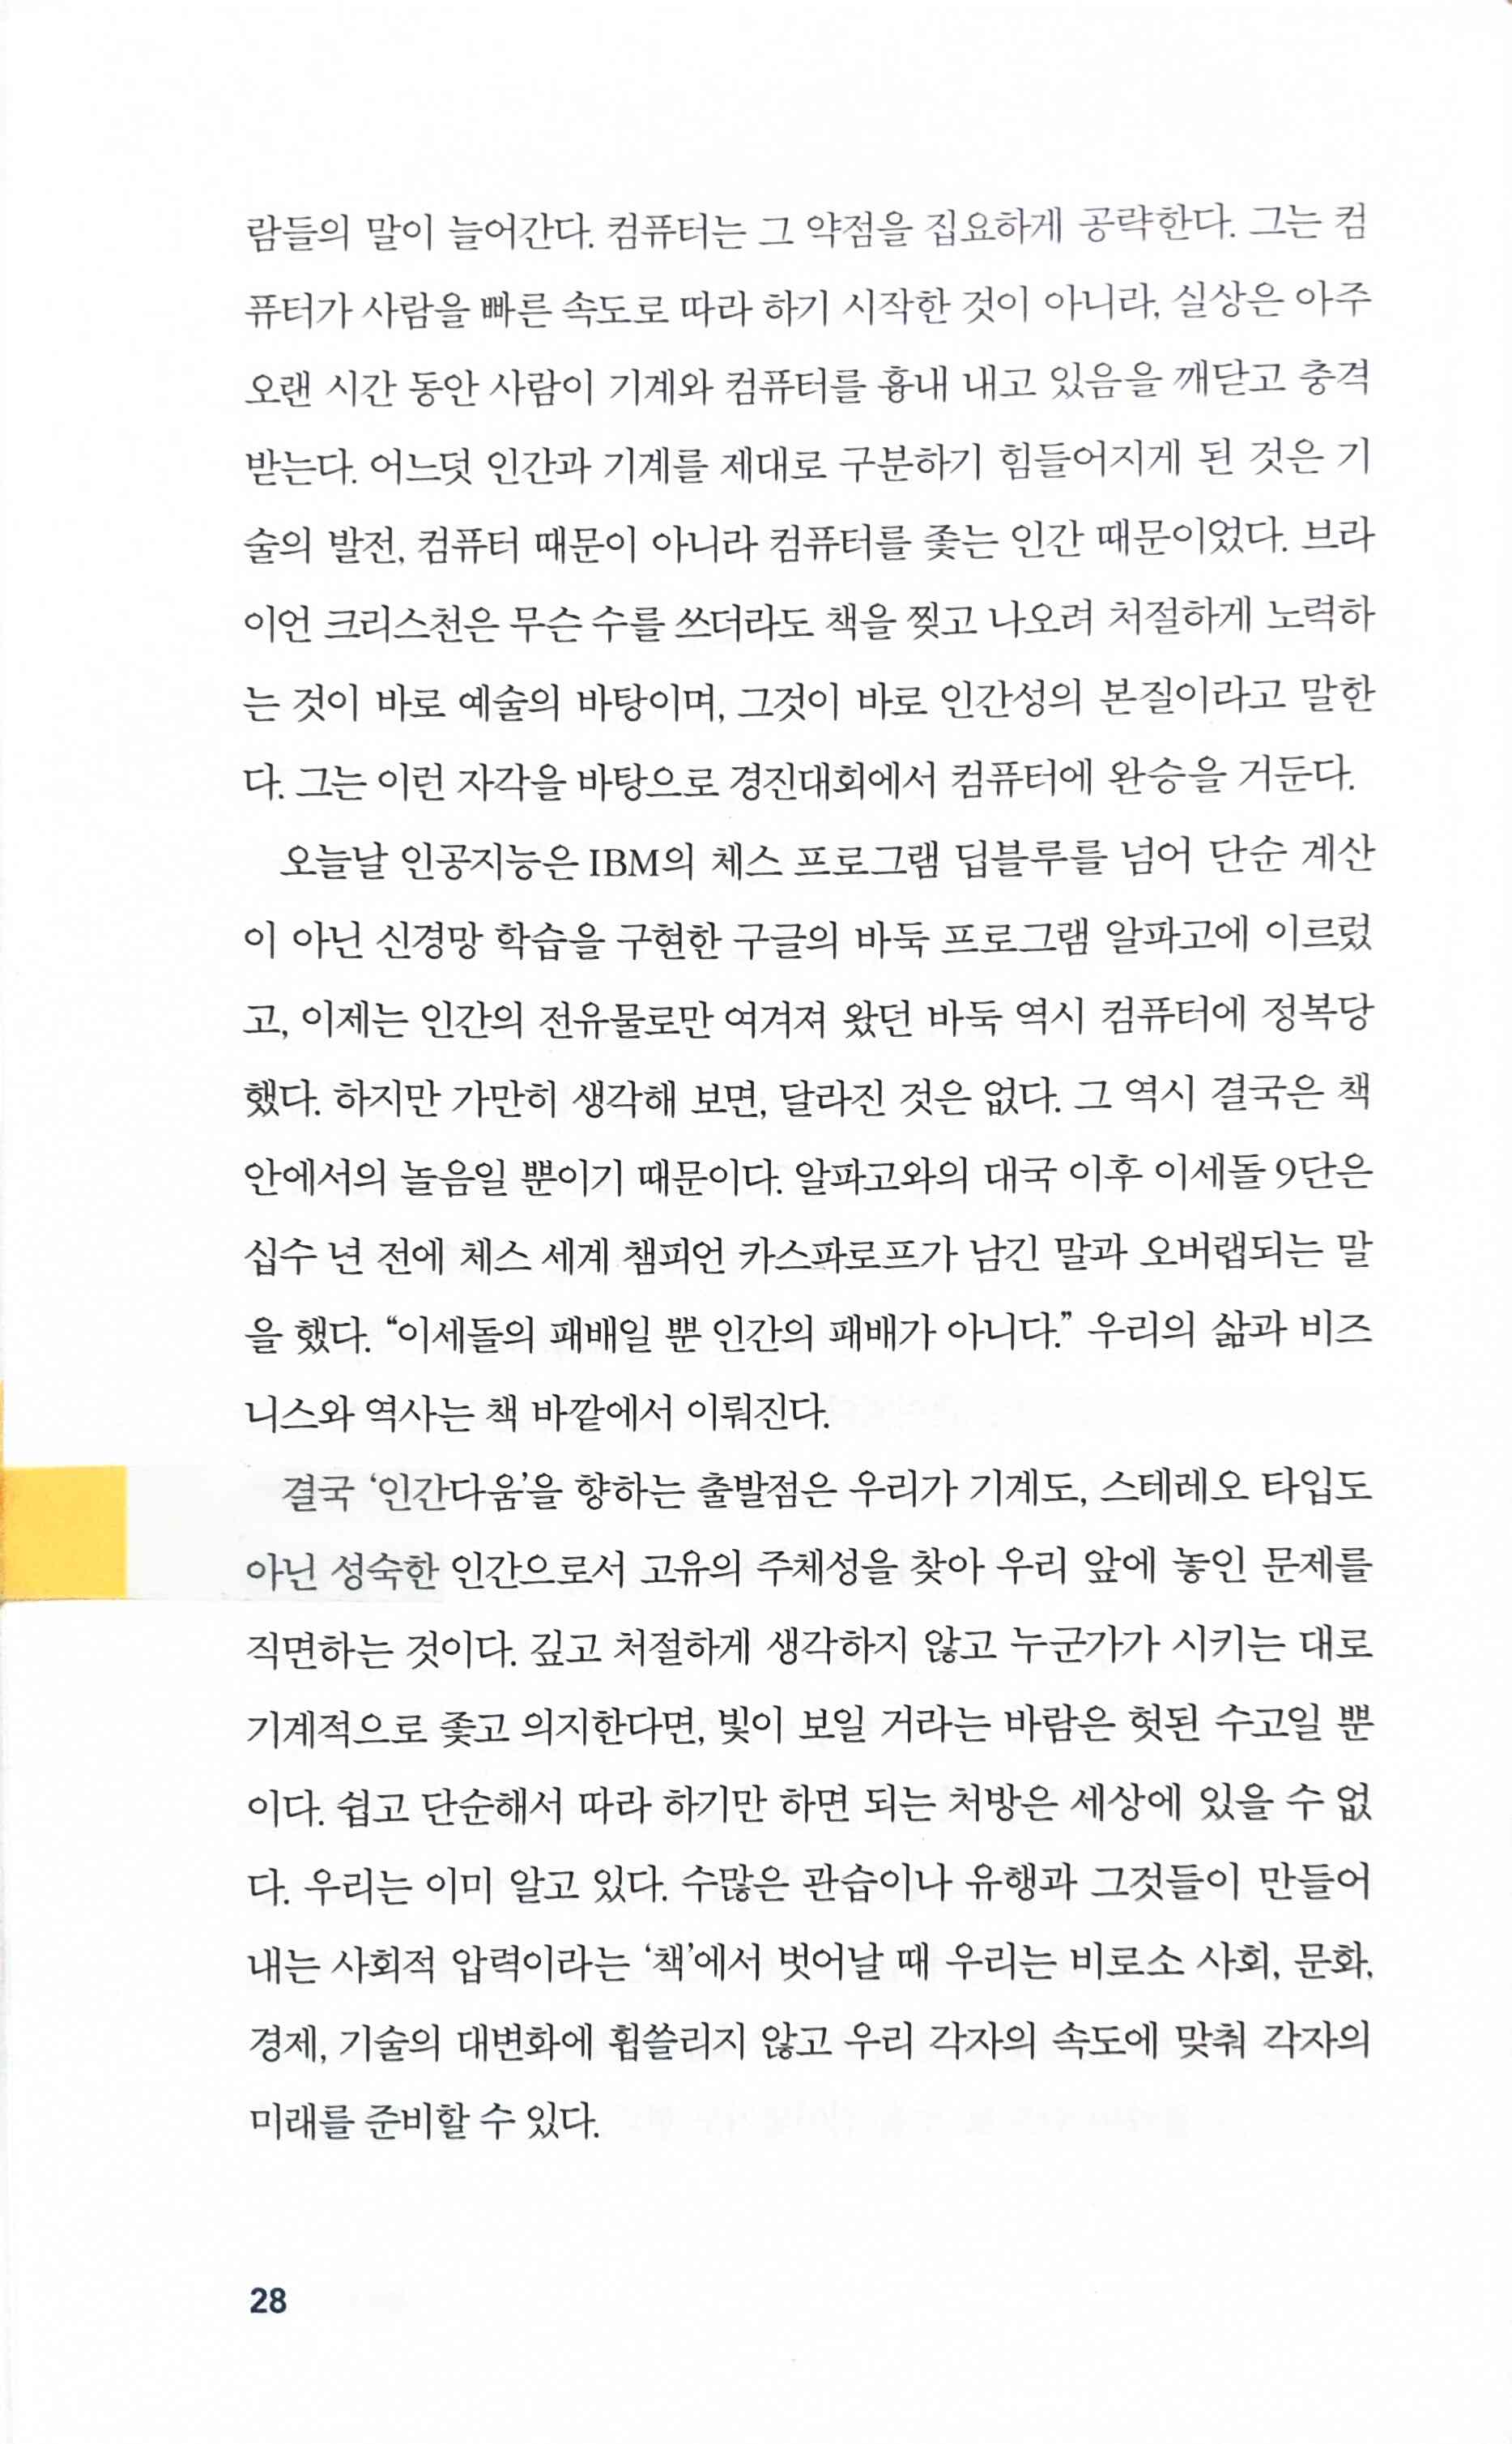 람들의 말이 늘어간다. 컴퓨터는 그 약점을 집요하게 공략한다. 그는 컴
퓨터가 사람을 빠른 속도로 따라 하기 시작한 것이 아니라, 실상은 아주
오랜 시간 동안 사람이 기계와 컴퓨터를 흉내 내고 있음을 깨닫고 충격
받는다. 어느덧 인간과 기계를 제대로 구분하기 힘들어지게 된 것은 기
술의 발전, 컴퓨터 때문이 아니라 컴퓨터를 좇는 인간 때문이었다. 브라
이언 크리스천은 무슨 수를 쓰더라도 책을 찢고 나오려 처절하게 노력하
는 것이 바로 예술의 바탕이며, 그것이 바로 인간성의 본질이라고 말한
다. 그는 이런 자각을 바탕으로 경진대회에서 컴퓨터에 완승을 거둔다.
오늘날 인공지능은 IBM의 체스 프로그램 딥블루를 넘어 단순 계산
이 아닌 신경망 학습을 구현한 구글의 바둑 프로그램 알파고에 이르렀
고, 이제는 인간의 전유물로만 여겨져 왔던 바둑 역시 컴퓨터에 정복당
했다. 하지만 가만히 생각해 보면, 달라진 것은 없다. 그 역시 결국은 책
안에서의 놀음일 뿐이기 때문이다. 알파고와의 대국 이후 이세돌 9단은
십수 년 전에 체스 세계 챔피언 카스파로프가 남긴 말과 오버랩되는 말
을 했다. “이세돌의 패배일 뿐 인간의 패배가 아니다.” 우리의 삶과 비즈
니스와 역사는 책 바깥에서 이뤄진다.
결국 ‘인간다움’을 향하는 출발점은 우리가 기계도, 스테레오 타입도
아닌 성숙한 인간으로서 고유의 주체성을 찾아 우리 앞에 놓인 문제를
직면하는 것이다. 깊고 처절하게 생각하지 않고 누군가가 시키는 대로
기계적으로 좇고 의지한다면, 빛이 보일 거라는 바람은 헛된 수고일 뿐
이다. 쉽고 단순해서 따라 하기만 하면 되는 처방은 세상에 있을 수 없
다. 우리는 이미 알고 있다. 수많은 관습이나 유행과 그것들이 만들어
내는 사회적 압력이라는 ‘책’에서 벗어날 때 우리는 비로소 사회, 문화,
경제, 기술의 대변화에 휩쓸리지 않고 우리 각자의 속도에 맞춰 각자의
미래를 준비할 수 있다.
28